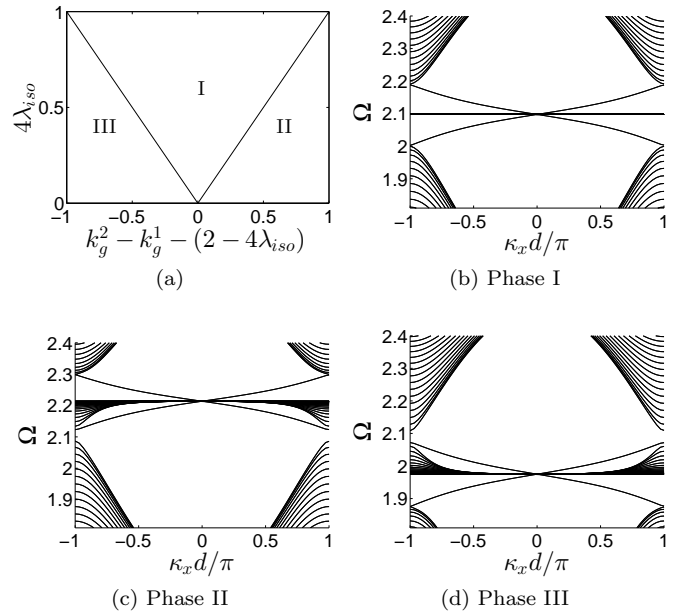 1
0.5
0
4λ_iso
III
I
II
-1 -0.5 0 0.5 1
k_g^2 − k_g^1 − (2 − 4λ_iso)
(a)
2.4
2.3
2.2
2.1
2
1.9
Ω
-1 -0.5 0 0.5 1
κ_x d/π
(b) Phase I
2.4
2.3
2.2
2.1
2
1.9
Ω
-1 -0.5 0 0.5 1
κ_x d/π
(c) Phase II
2.4
2.3
2.2
2.1
2
1.9
Ω
-1 -0.5 0 0.5 1
κ_x d/π
(d) Phase III